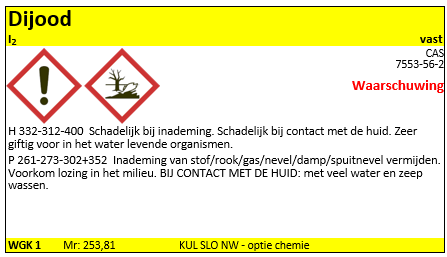 Dijood
I₂ vast
CAS
7553-56-2
Waarschuwing
H 332-312-400 Schadelijk bij inademing. Schadelijk bij contact met de huid. Zeer
giftig voor in het water levende organismen.
P 261-273-302+352 Inademing van stof/rook/gas/nevel/damp/spuitnevel vermijden.
Voorkom lozing in het milieu. BIJ CONTACT MET DE HUID: met veel water en zeep
wassen.
WGK 1 Mr: 253,81 KUL SLO NW - optie chemie